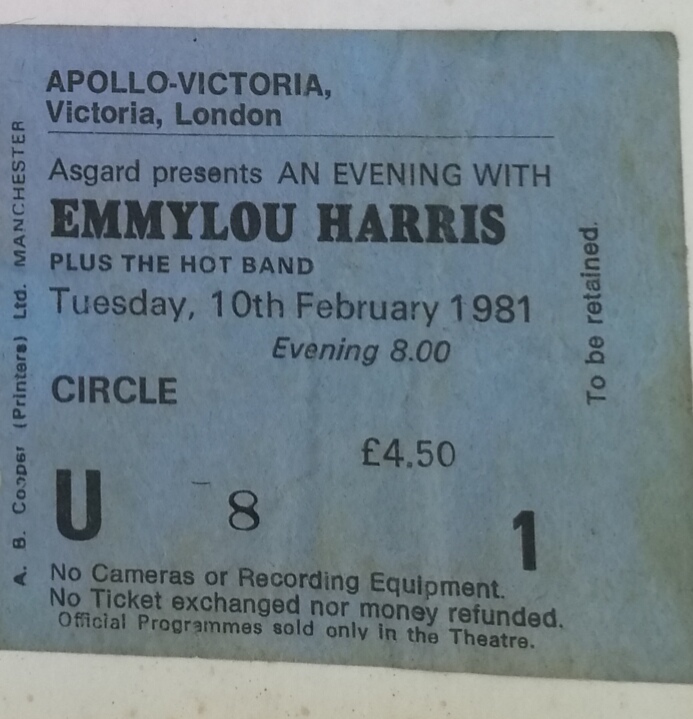 APOLLO-VICTORIA,
Victoria, London
Asgard presents AN EVENING WITH
EMMYLOU HARRIS
PLUS THE HOT BAND
Tuesday, 10th February 1981
Evening 8.00
CIRCLE
£4.50
U 8 1
No Cameras or Recording Equipment.
No Ticket exchanged nor money refunded.
Official Programmes sold only in the Theatre.
To be retained.
A. B. Cooper (Printers) Ltd. MANCHESTER